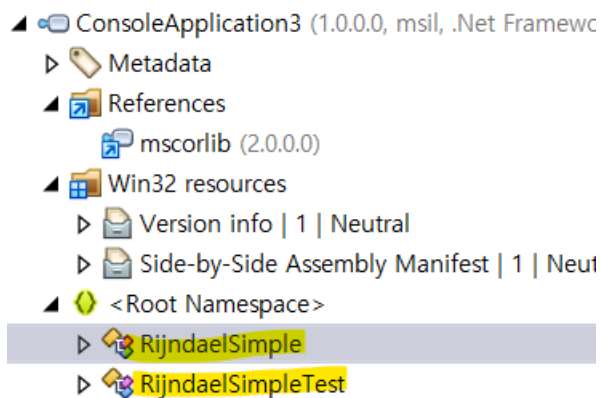 ConsoleApplication3 (1.0.0.0, msil, .Net Framewo
Metadata
References
mscorlib (2.0.0.0)
Win32 resources
Version info | 1 | Neutral
Side-by-Side Assembly Manifest | 1 | Neut
<Root Namespace>
RijndaelSimple
RijndaelSimpleTest